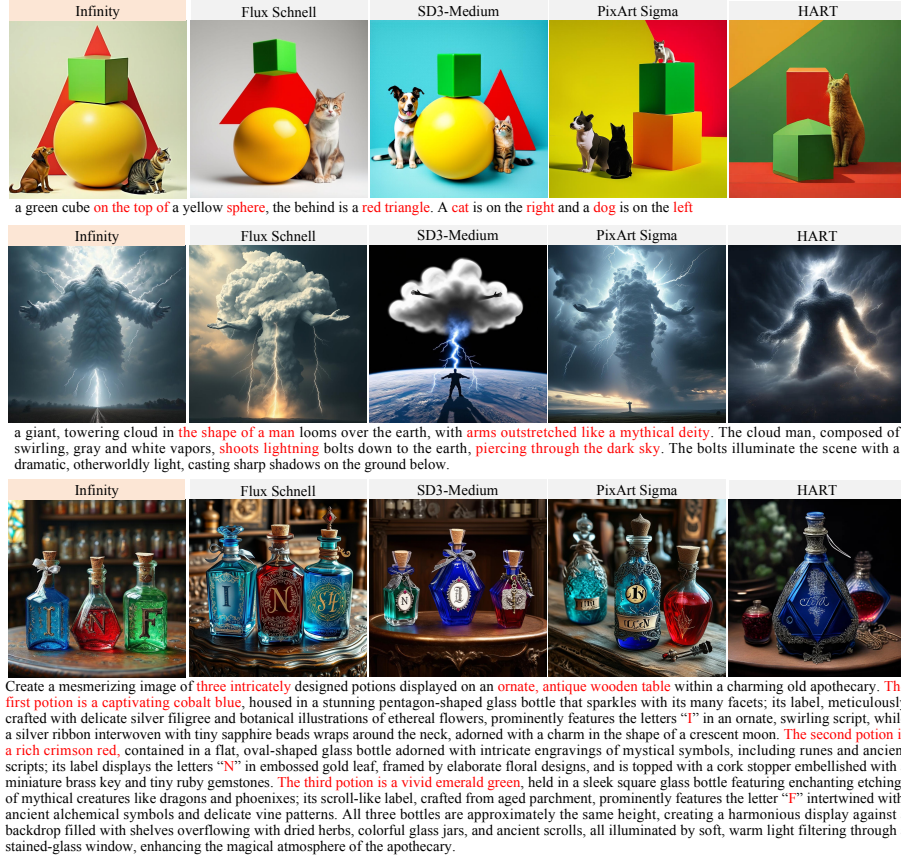 Infinity
Flux Schnell
SD3-Medium
PixArt Sigma
HART
a green cube on the top of a yellow sphere, the behind is a red triangle. A cat is on the right and a dog is on the left
Infinity
Flux Schnell
SD3-Medium
PixArt Sigma
HART
a giant, towering cloud in the shape of a man looms over the earth, with arms outstretched like a mythical deity. The cloud man, composed of
swirling, gray and white vapors, shoots lightning bolts down to the earth, piercing through the dark sky. The bolts illuminate the scene with a
dramatic, otherworldly light, casting sharp shadows on the ground below.
Infinity
Flux Schnell
SD3-Medium
PixArt Sigma
HART
I N F
I N
N I
Create a mesmerizing image of three intricately designed potions displayed on an ornate, antique wooden table within a charming old apothecary. Th
first potion is a captivating cobalt blue, housed in a stunning pentagon-shaped glass bottle that sparkles with its many facets; its label, meticulously
crafted with delicate silver filigree and botanical illustrations of ethereal flowers, prominently features the letters “I” in an ornate, swirling script, whil
a silver ribbon interwoven with tiny sapphire beads wraps around the neck, adorned with a charm in the shape of a crescent moon. The second potion i
a rich crimson red, contained in a flat, oval-shaped glass bottle adorned with intricate engravings of mystical symbols, including runes and ancien
scripts; its label displays the letters “N” in embossed gold leaf, framed by elaborate floral designs, and is topped with a cork stopper embellished with
miniature brass key and tiny ruby gemstones. The third potion is a vivid emerald green, held in a sleek square glass bottle featuring enchanting etching
of mythical creatures like dragons and phoenixes; its scroll-like label, crafted from aged parchment, prominently features the letter “F” intertwined with
ancient alchemical symbols and delicate vine patterns. All three bottles are approximately the same height, creating a harmonious display against
backdrop filled with shelves overflowing with dried herbs, colorful glass jars, and ancient scrolls, all illuminated by soft, warm light filtering through
stained-glass window, enhancing the magical atmosphere of the apothecary.